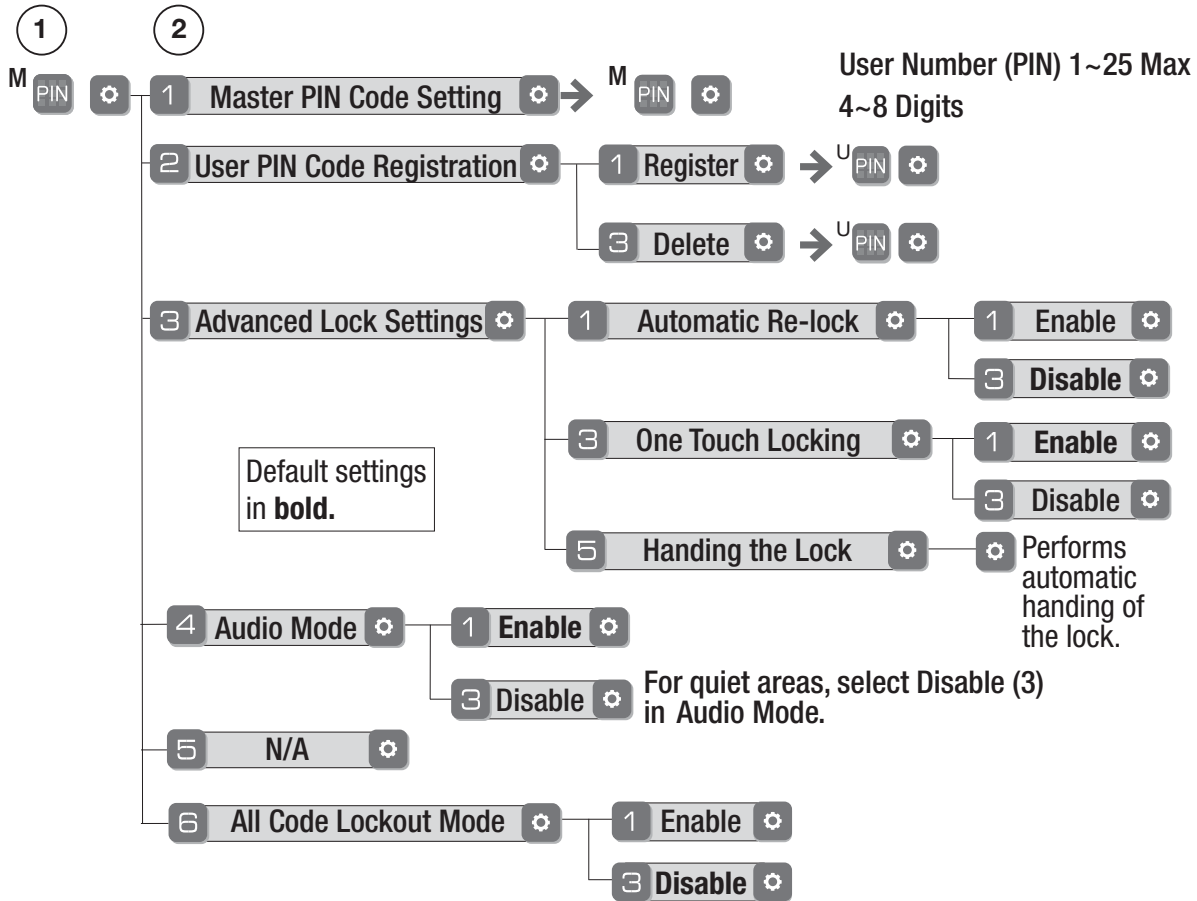 1 2
M PIN 1 Master PIN Code Setting M PIN
User Number (PIN) 1~25 Max
4~8 Digits
2 User PIN Code Registration 1 Register U PIN
3 Delete U PIN
3 Advanced Lock Settings 1 Automatic Re-lock 1 Enable
3 Disable
3 One Touch Locking 1 Enable
3 Disable
Default settings
in bold.
5 Handing the Lock Performs
automatic
handing of
the lock.
4 Audio Mode 1 Enable
3 Disable
For quiet areas, select Disable (3)
in Audio Mode.
5 N/A
6 All Code Lockout Mode 1 Enable
3 Disable